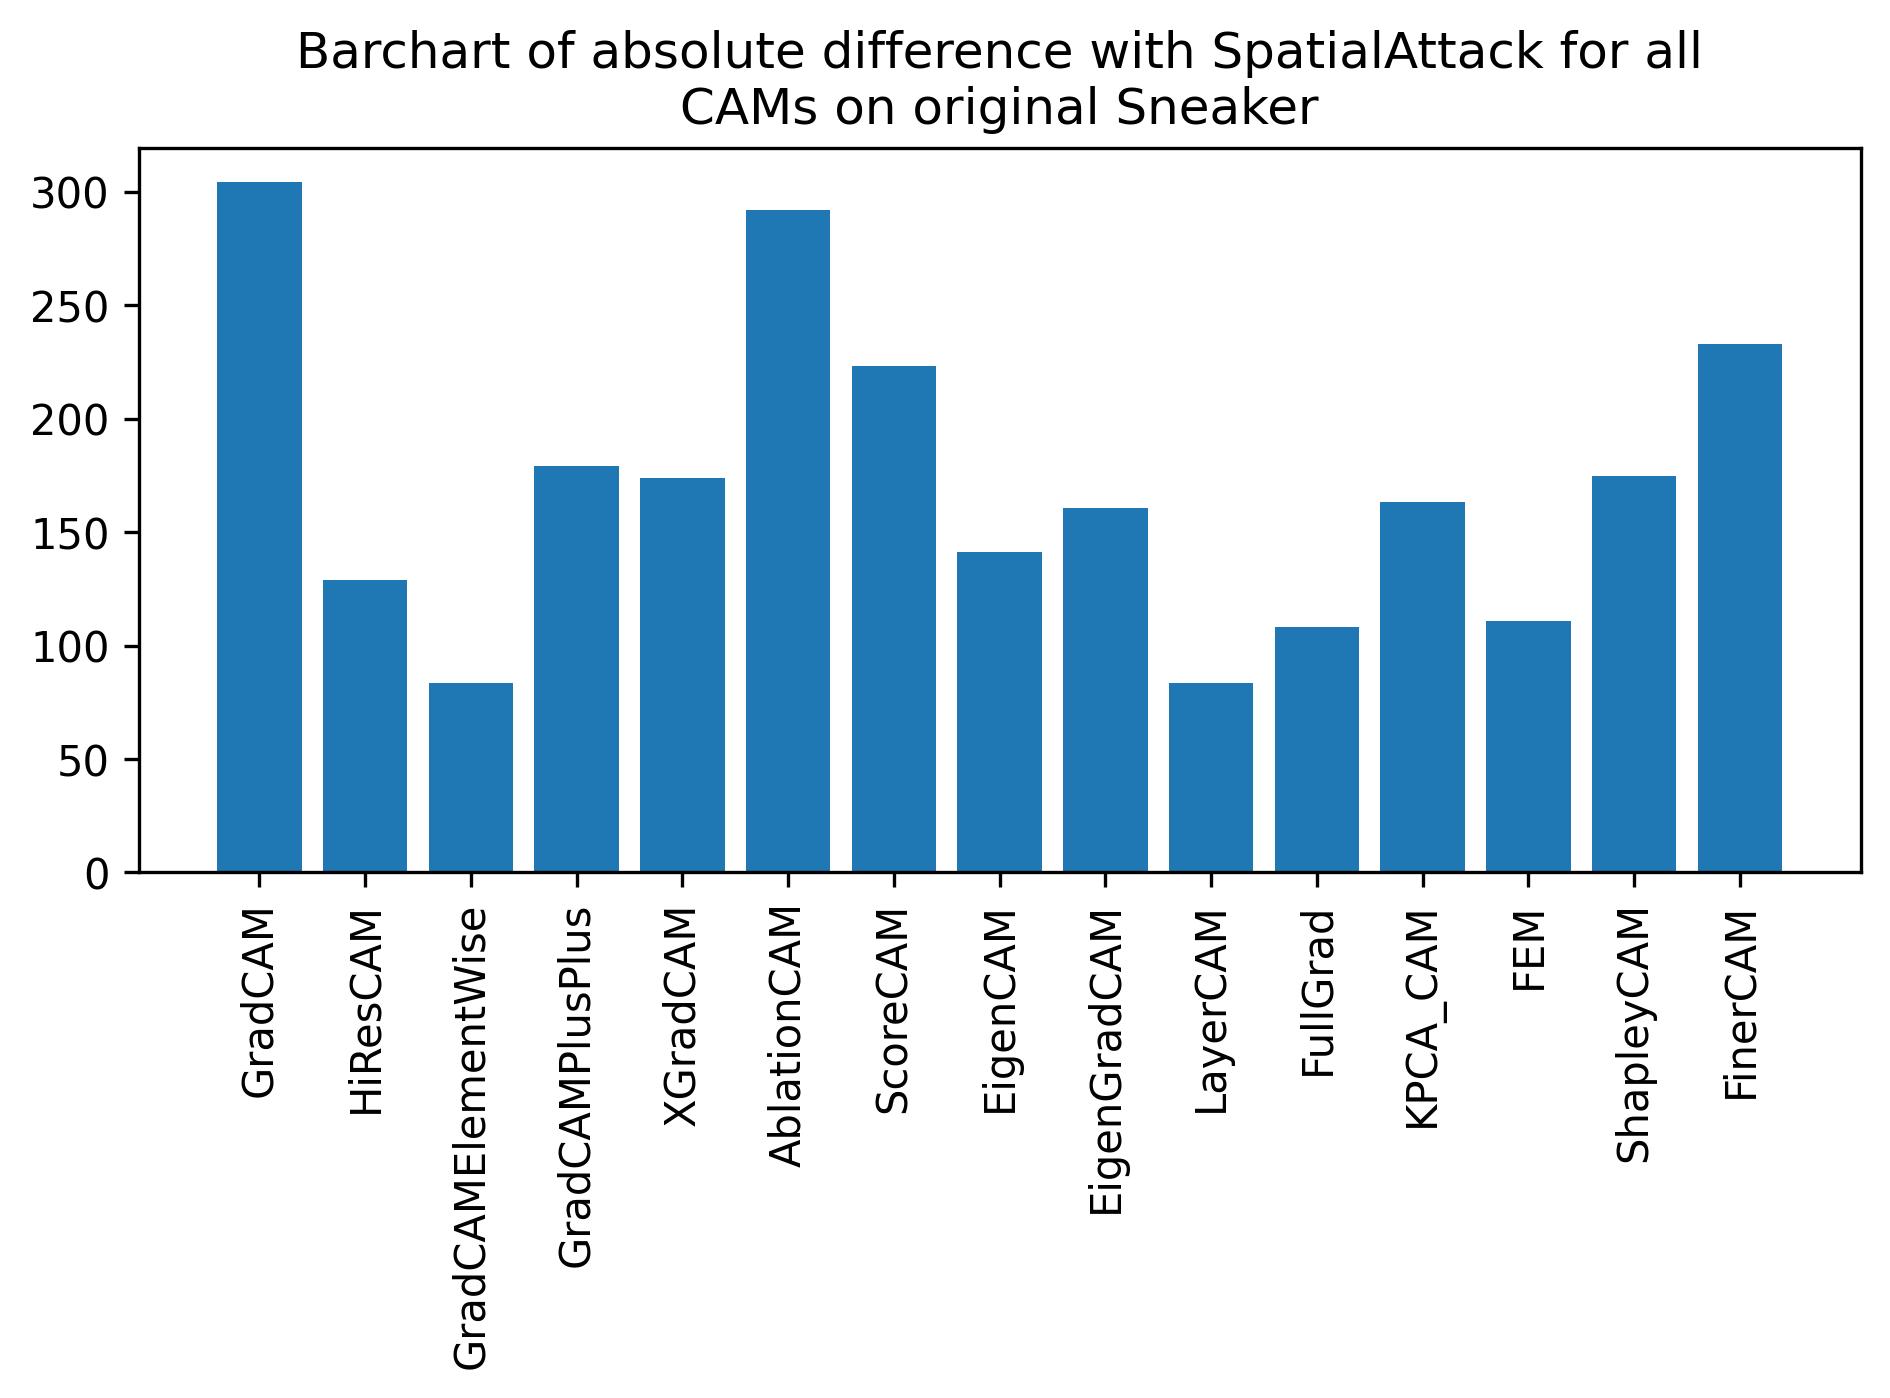 Barchart of absolute difference with SpatialAttack for all
CAMs on original Sneaker
300
250
200
150
100
50
0
GradCAM
HiResCAM
GradCAMElementWise
GradCAMPlusPlus
XGradCAM
AblationCAM
ScoreCAM
EigenCAM
EigenGradCAM
LayerCAM
FullGrad
KPCA_CAM
FEM
ShapleyCAM
FinerCAM